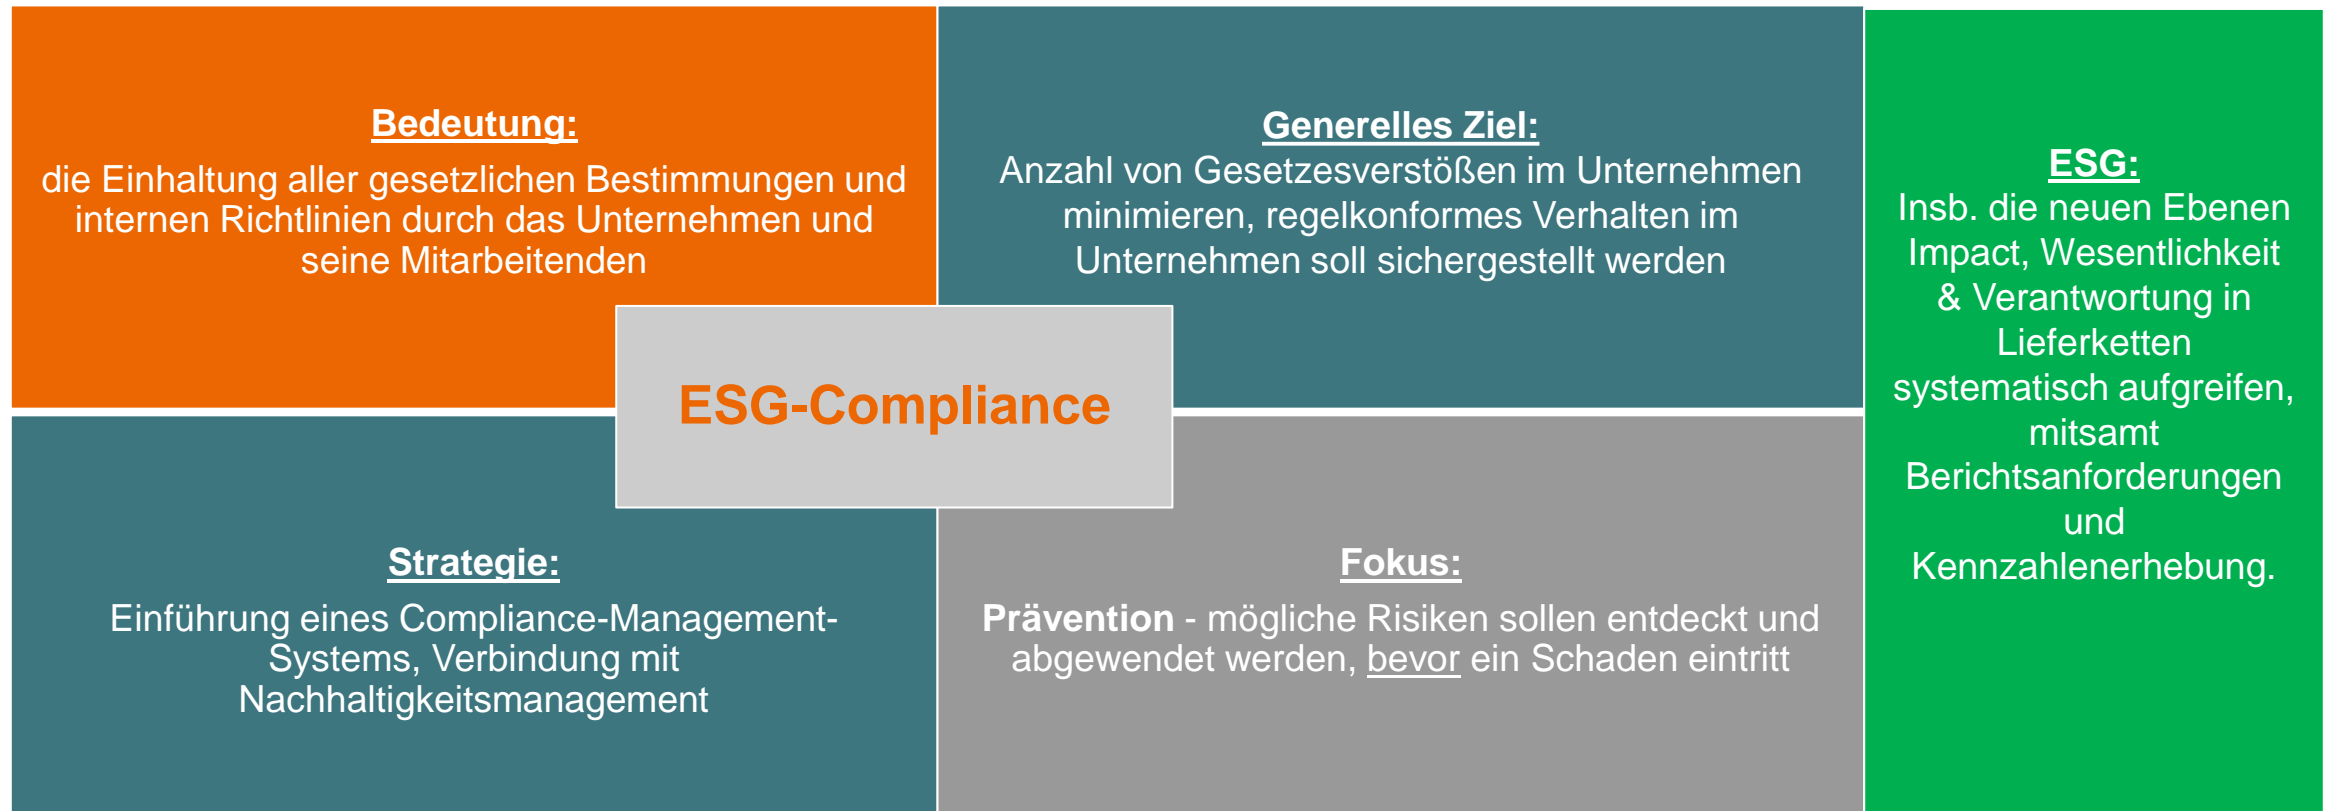 Bedeutung:
die Einhaltung aller gesetzlichen Bestimmungen und
internen Richtlinien durch das Unternehmen und
seine Mitarbeitenden
Generelles Ziel:
Anzahl von Gesetzesverstößen im Unternehmen
minimieren, regelkonformes Verhalten im
Unternehmen soll sichergestellt werden
ESG-Compliance
Strategie:
Einführung eines Compliance-Management-
Systems, Verbindung mit
Nachhaltigkeitsmanagement
Fokus:
Prävention - mögliche Risiken sollen entdeckt und
abgewendet werden, bevor ein Schaden eintritt
ESG:
Insb. die neuen Ebenen
Impact, Wesentlichkeit
& Verantwortung in
Lieferketten
systematisch aufgreifen,
mitsamt
Berichtsanforderungen
und
Kennzahlenerhebung.